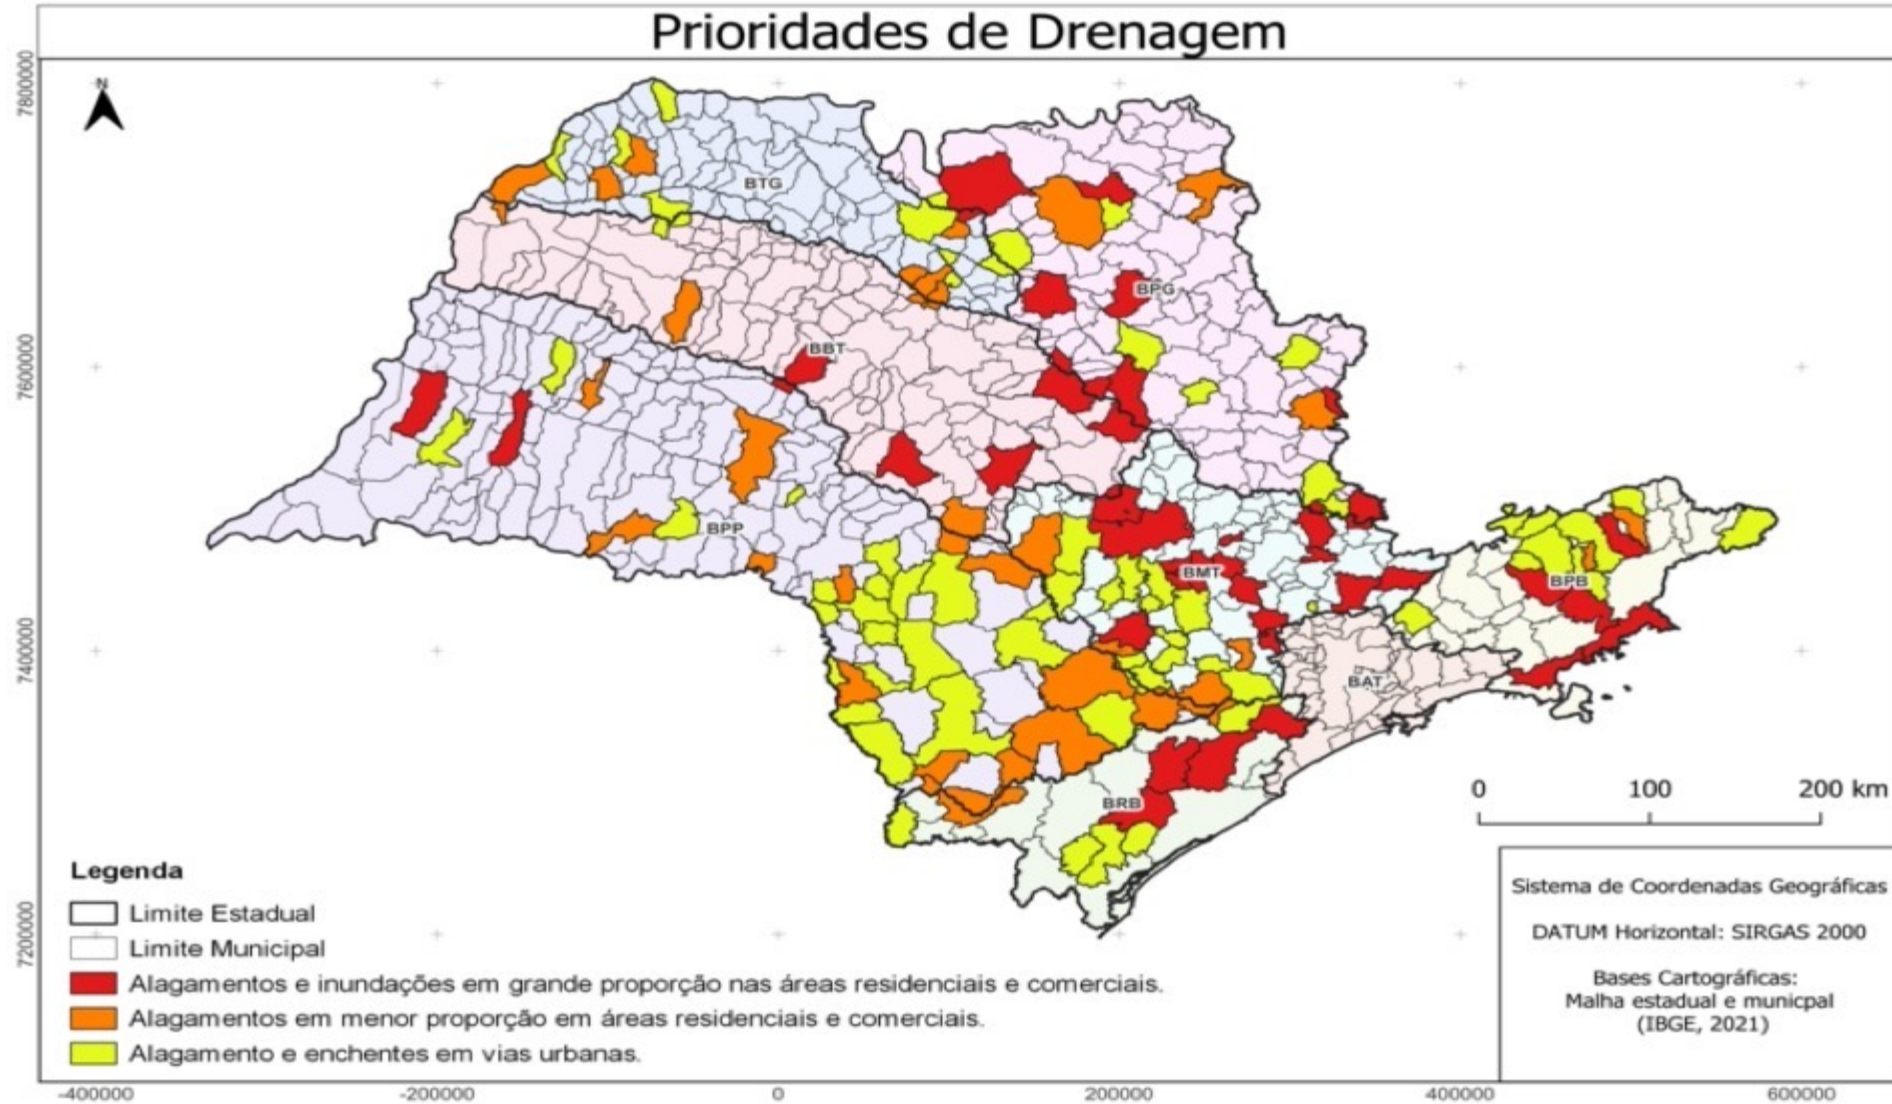 Prioridades de Drenagem
N
7800000
7600000
7400000
7200000
BTG
BPG
BBT
BPP
BMT
BPB
BAT
BRB
0 100 200 km
Legenda
Limite Estadual
Limite Municipal
Alagamentos e inundações em grande proporção nas áreas residenciais e comerciais.
Alagamentos em menor proporção em áreas residenciais e comerciais.
Alagamento e enchentes em vias urbanas.
Sistema de Coordenadas Geográficas
DATUM Horizontal: SIRGAS 2000
Bases Cartográficas:
Malha estadual e municpal
(IBGE, 2021)
-400000 -200000 0 200000 400000 600000